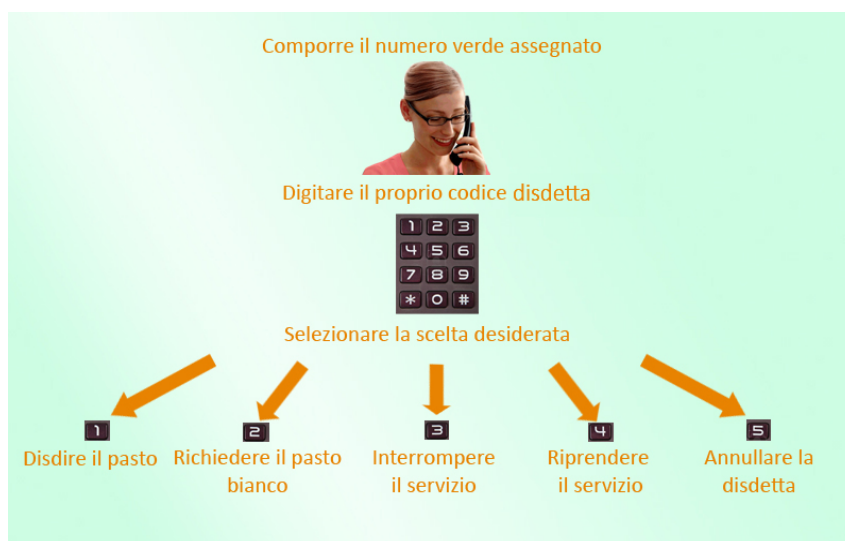 Comporre il numero verde assegnato
Digitare il proprio codice disdetta
1 2 3
4 5 6
7 8 9
* 0 #
Selezionare la scelta desiderata
1
Disdire il pasto
2
Richiedere il pasto
bianco
3
Interrompere
il servizio
4
Riprendere
il servizio
5
Annullare la
disdetta